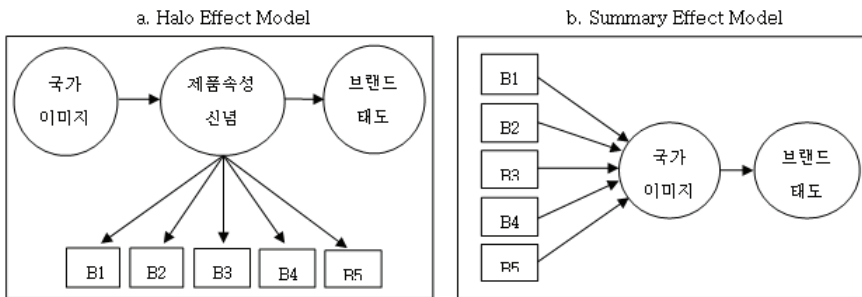 a. Halo Effect Model
국가
이미지
제품속성
신념
브랜드
태도
B1
B2
B3
B4
B5
b. Summary Effect Model
B1
B2
B3
B4
B5
국가
이미지
브랜드
태도